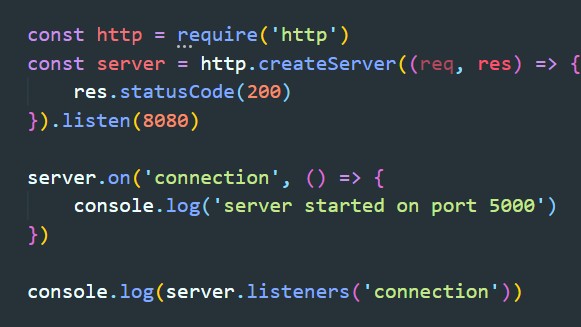 const http = require('http')
const server = http.createServer((req, res) => {
    res.statusCode(200)
}).listen(8080)

server.on('connection', () => {
    console.log('server started on port 5000')
})

console.log(server.listeners('connection'))